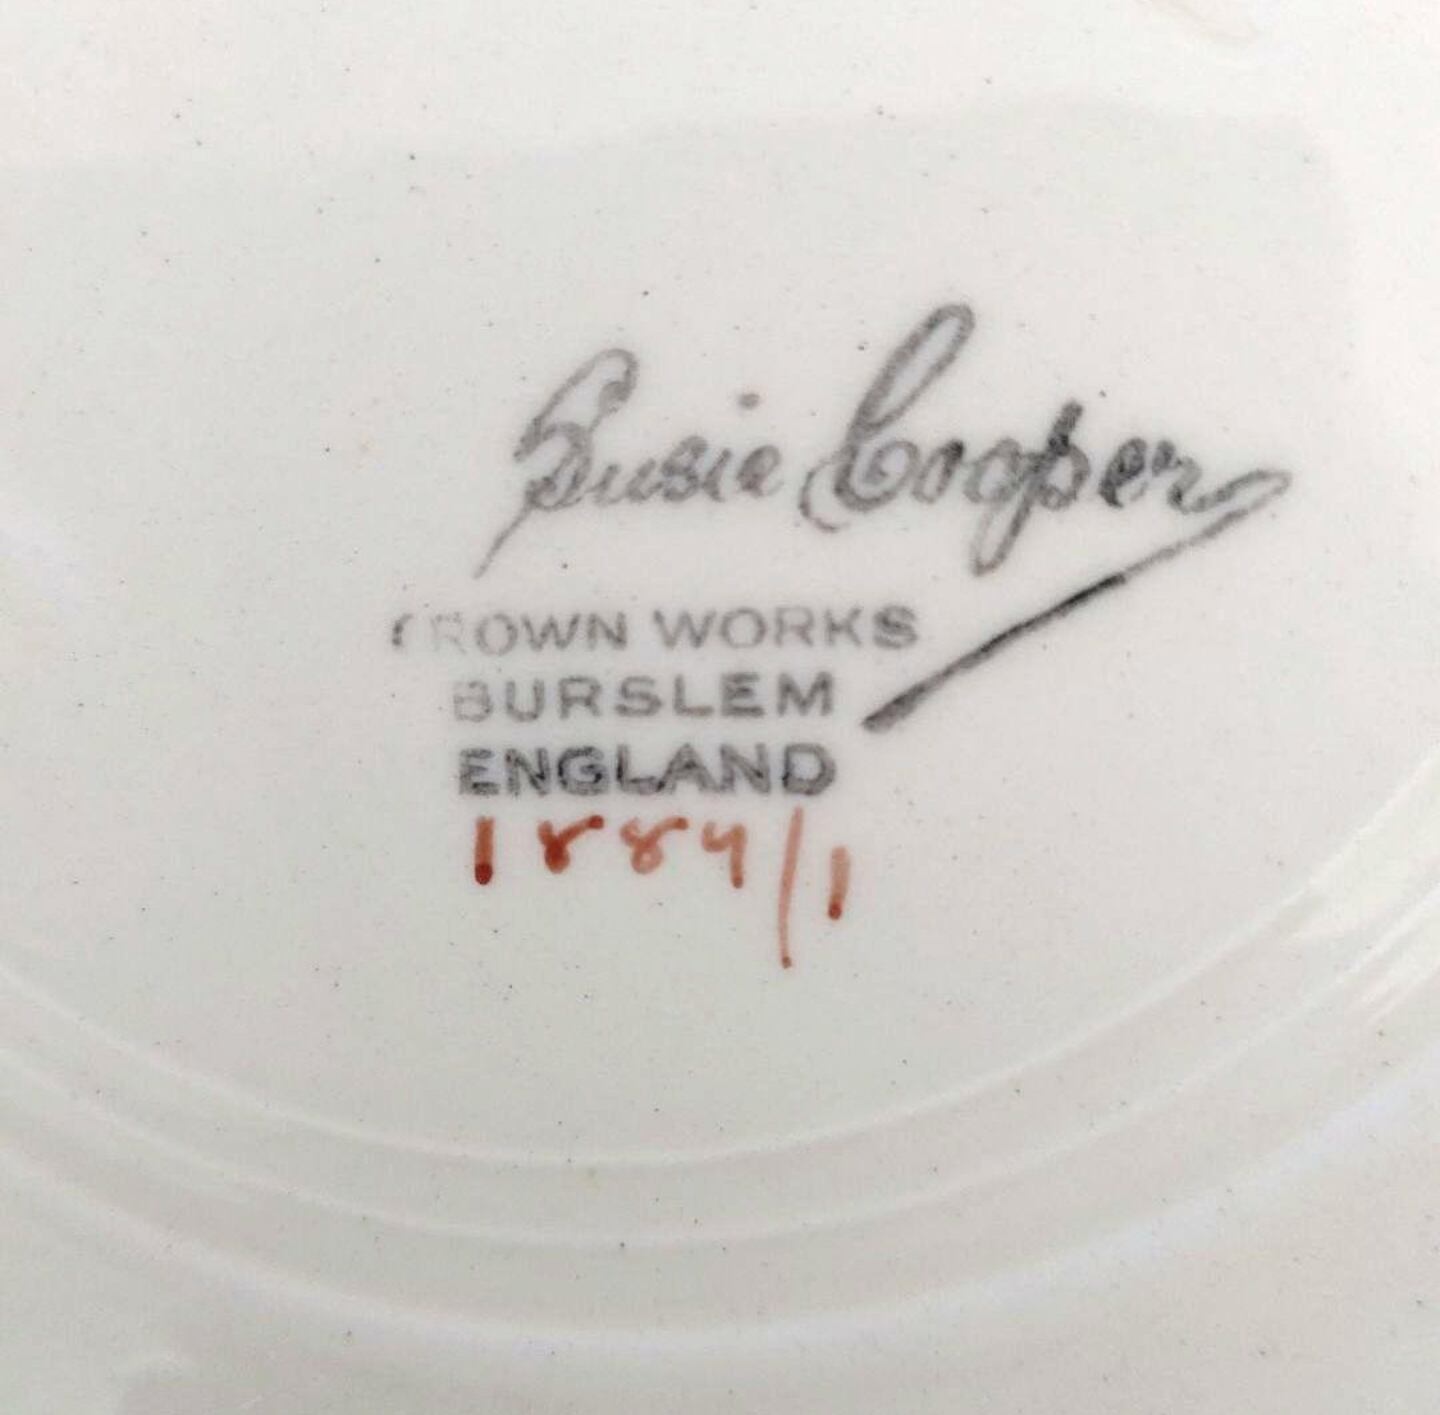 Susie Cooper
CROWN WORKS
BURSLEM
ENGLAND
1884/1